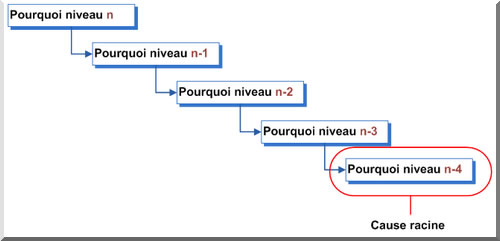 Pourquoi niveau n
Pourquoi niveau n-1
Pourquoi niveau n-2
Pourquoi niveau n-3
Pourquoi niveau n-4
Cause racine